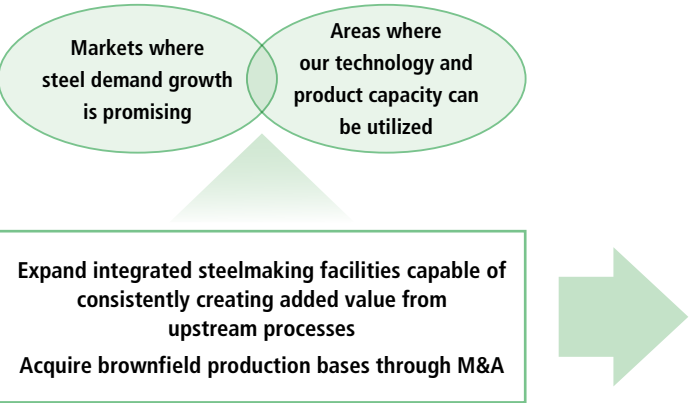 Markets where
steel demand growth
is promising
Areas where
our technology and
product capacity can
be utilized
Expand integrated steelmaking facilities capable of
consistently creating added value from
upstream processes
Acquire brownfield production bases through M&A